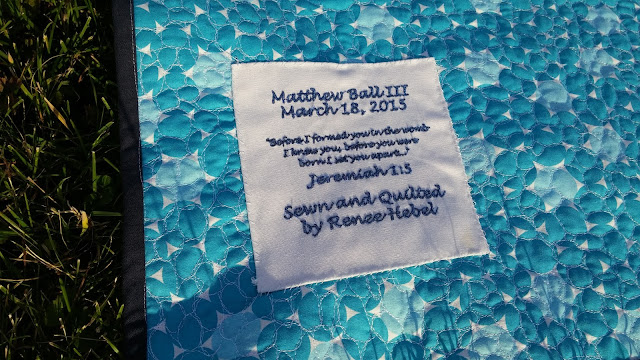 Matthew Ball III
March 18, 2015
"Before I formed you in the womb
I knew you, before you were
born I set you apart..."
Jeremiah 1:5
Sewn and Quilted
by Renee Hebel